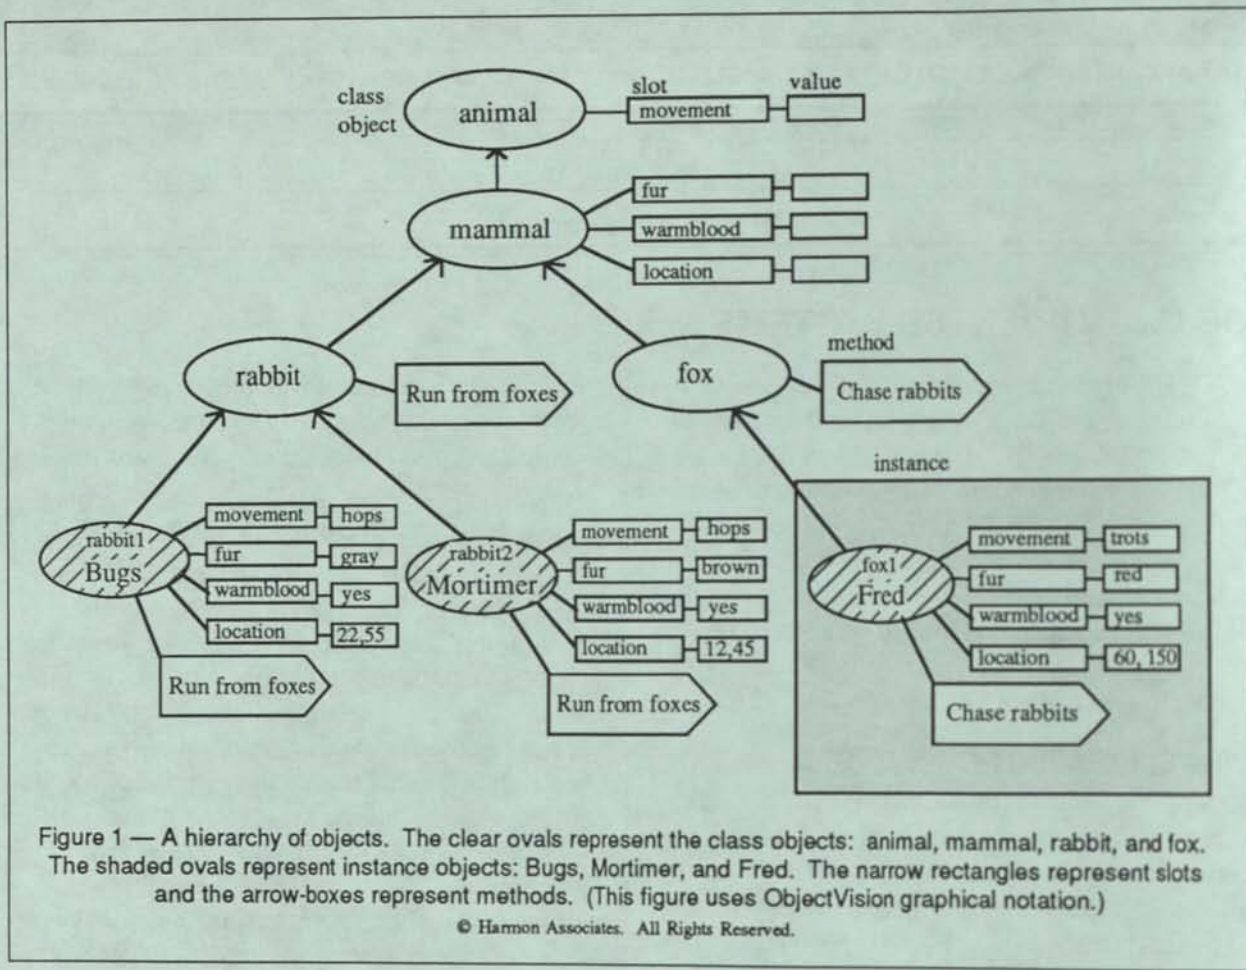 class
object
animal
slot
value
movement
mammal
fur
warmblood
location
rabbit
Run from foxes
fox
method
Chase rabbits
instance
rabbit1
Bugs
movement hops
fur gray
warmblood yes
location 22,55
Run from foxes
rabbit2
Mortimer
movement hops
fur brown
warmblood yes
location 12,45
Run from foxes
fox1
Fred
movement trots
fur red
warmblood yes
location 60, 150
Chase rabbits
Figure 1 — A hierarchy of objects. The clear ovals represent the class objects: animal, mammal, rabbit, and fox.
The shaded ovals represent instance objects: Bugs, Mortimer, and Fred. The narrow rectangles represent slots
and the arrow-boxes represent methods. (This figure uses ObjectVision graphical notation.)
© Harmon Associates. All Rights Reserved.